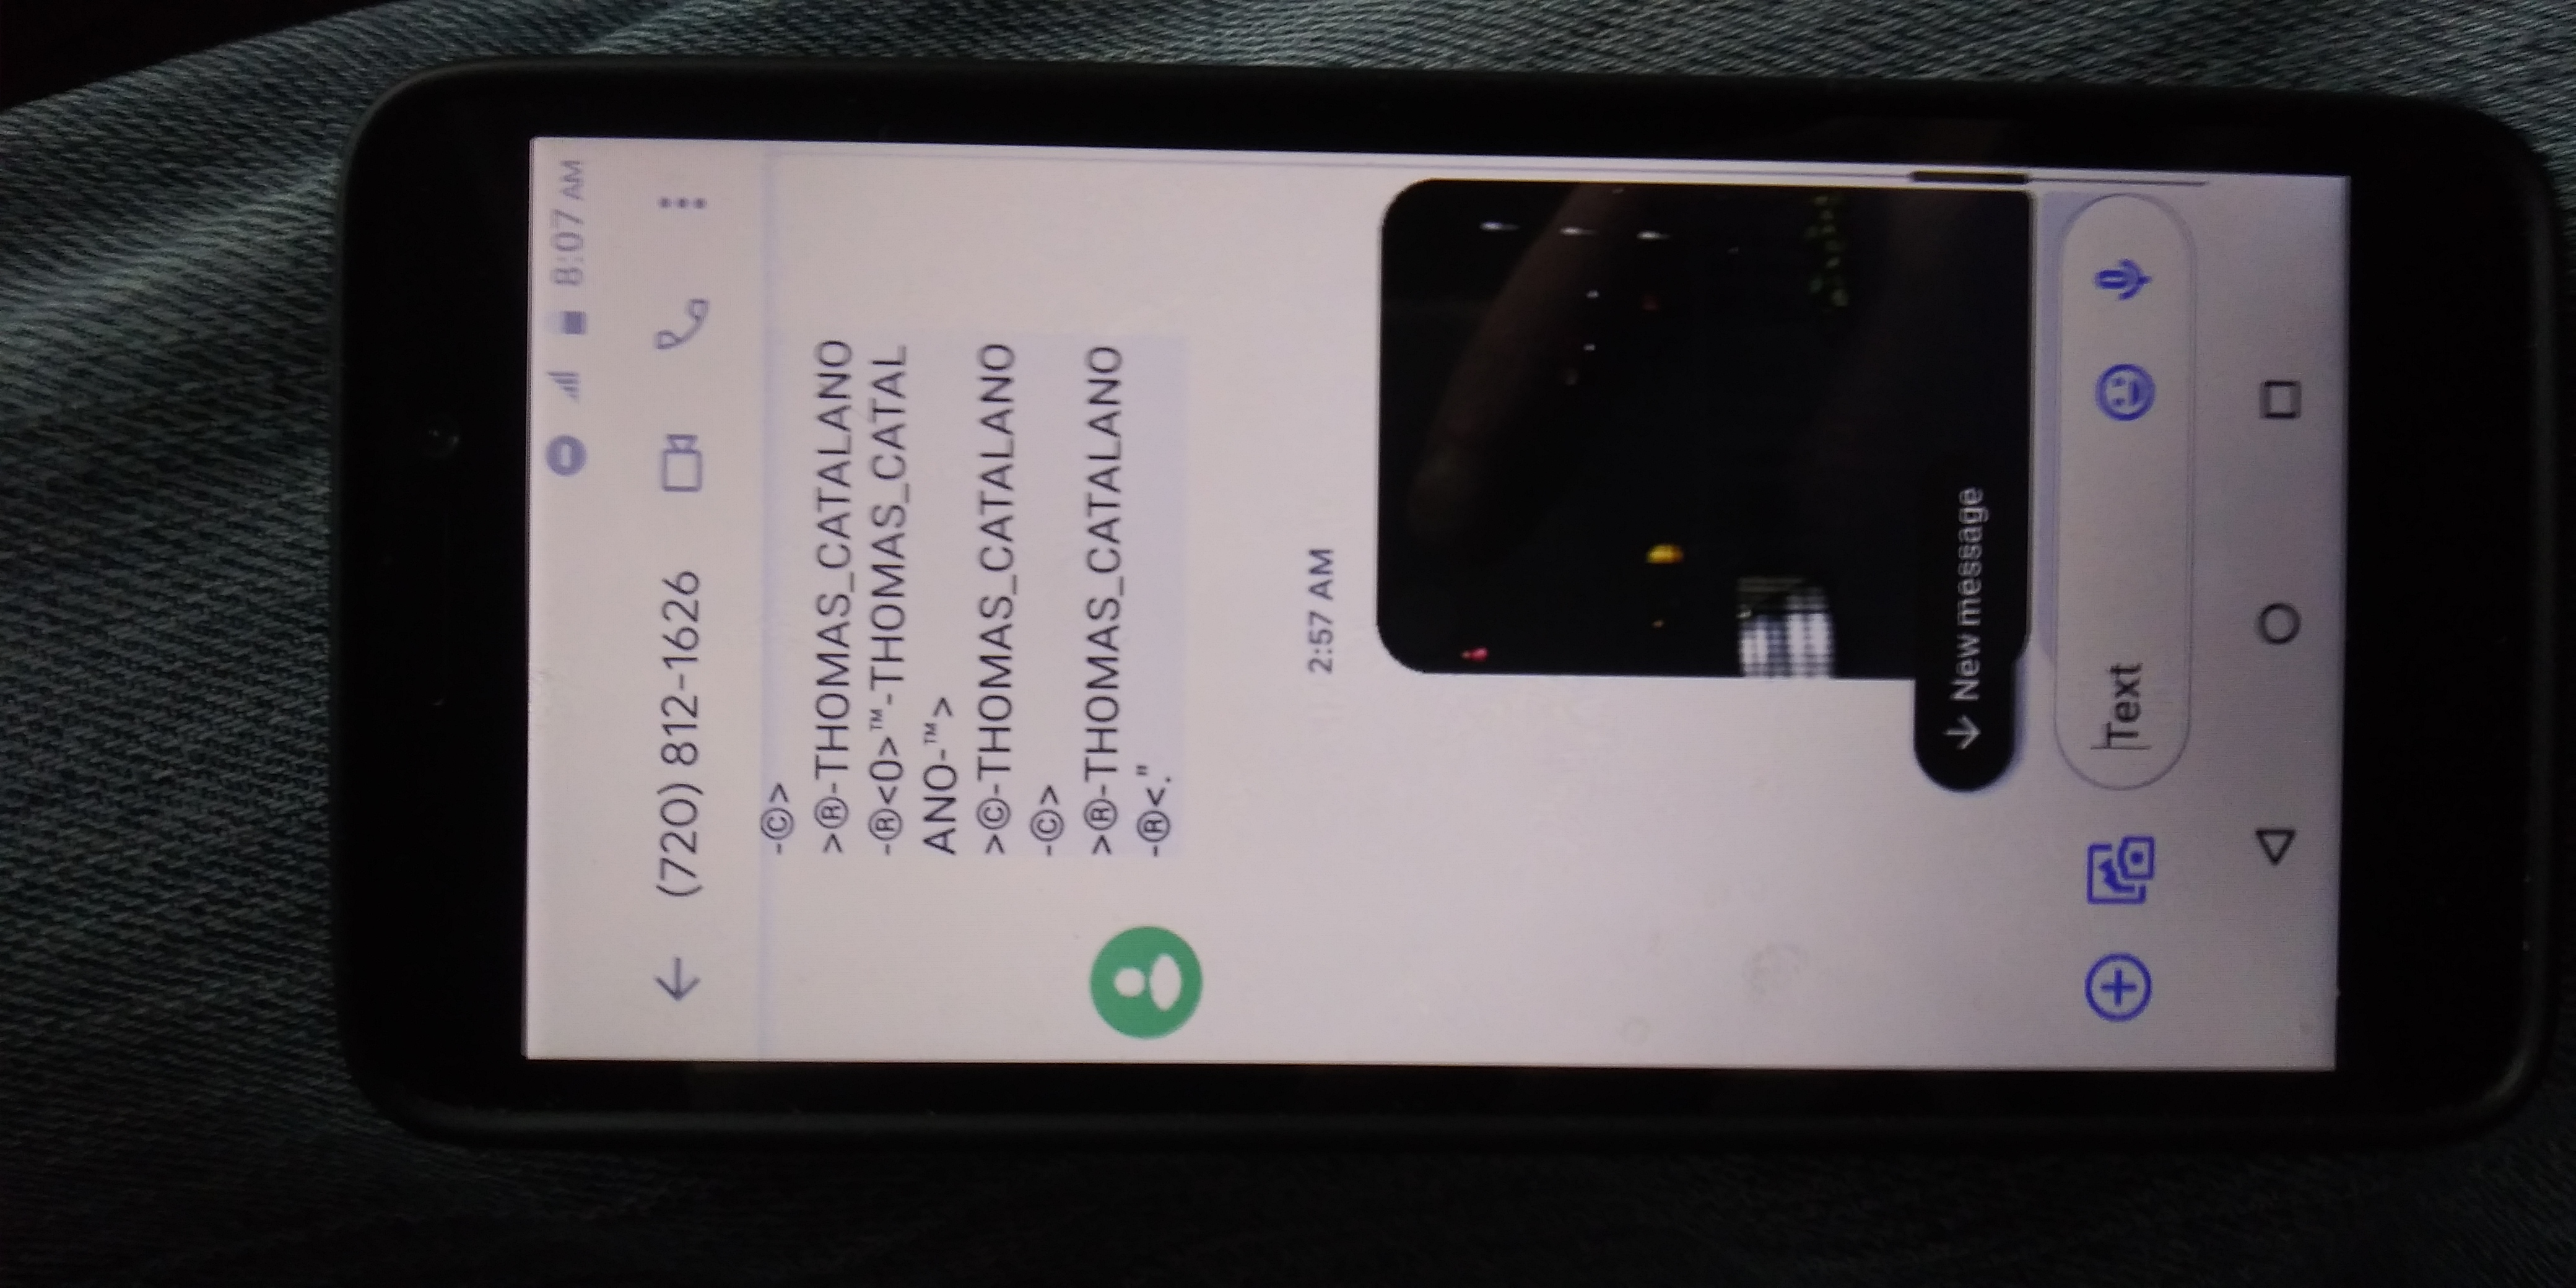 8:07 AM
(720) 812-1626
-©>
>®-THOMAS_CATALANO
-®<0>™-THOMAS_CATAL
ANO-™>
>©-THOMAS_CATALANO
-©>
>®-THOMAS_CATALANO
-®<."
2:57 AM
New message
Text